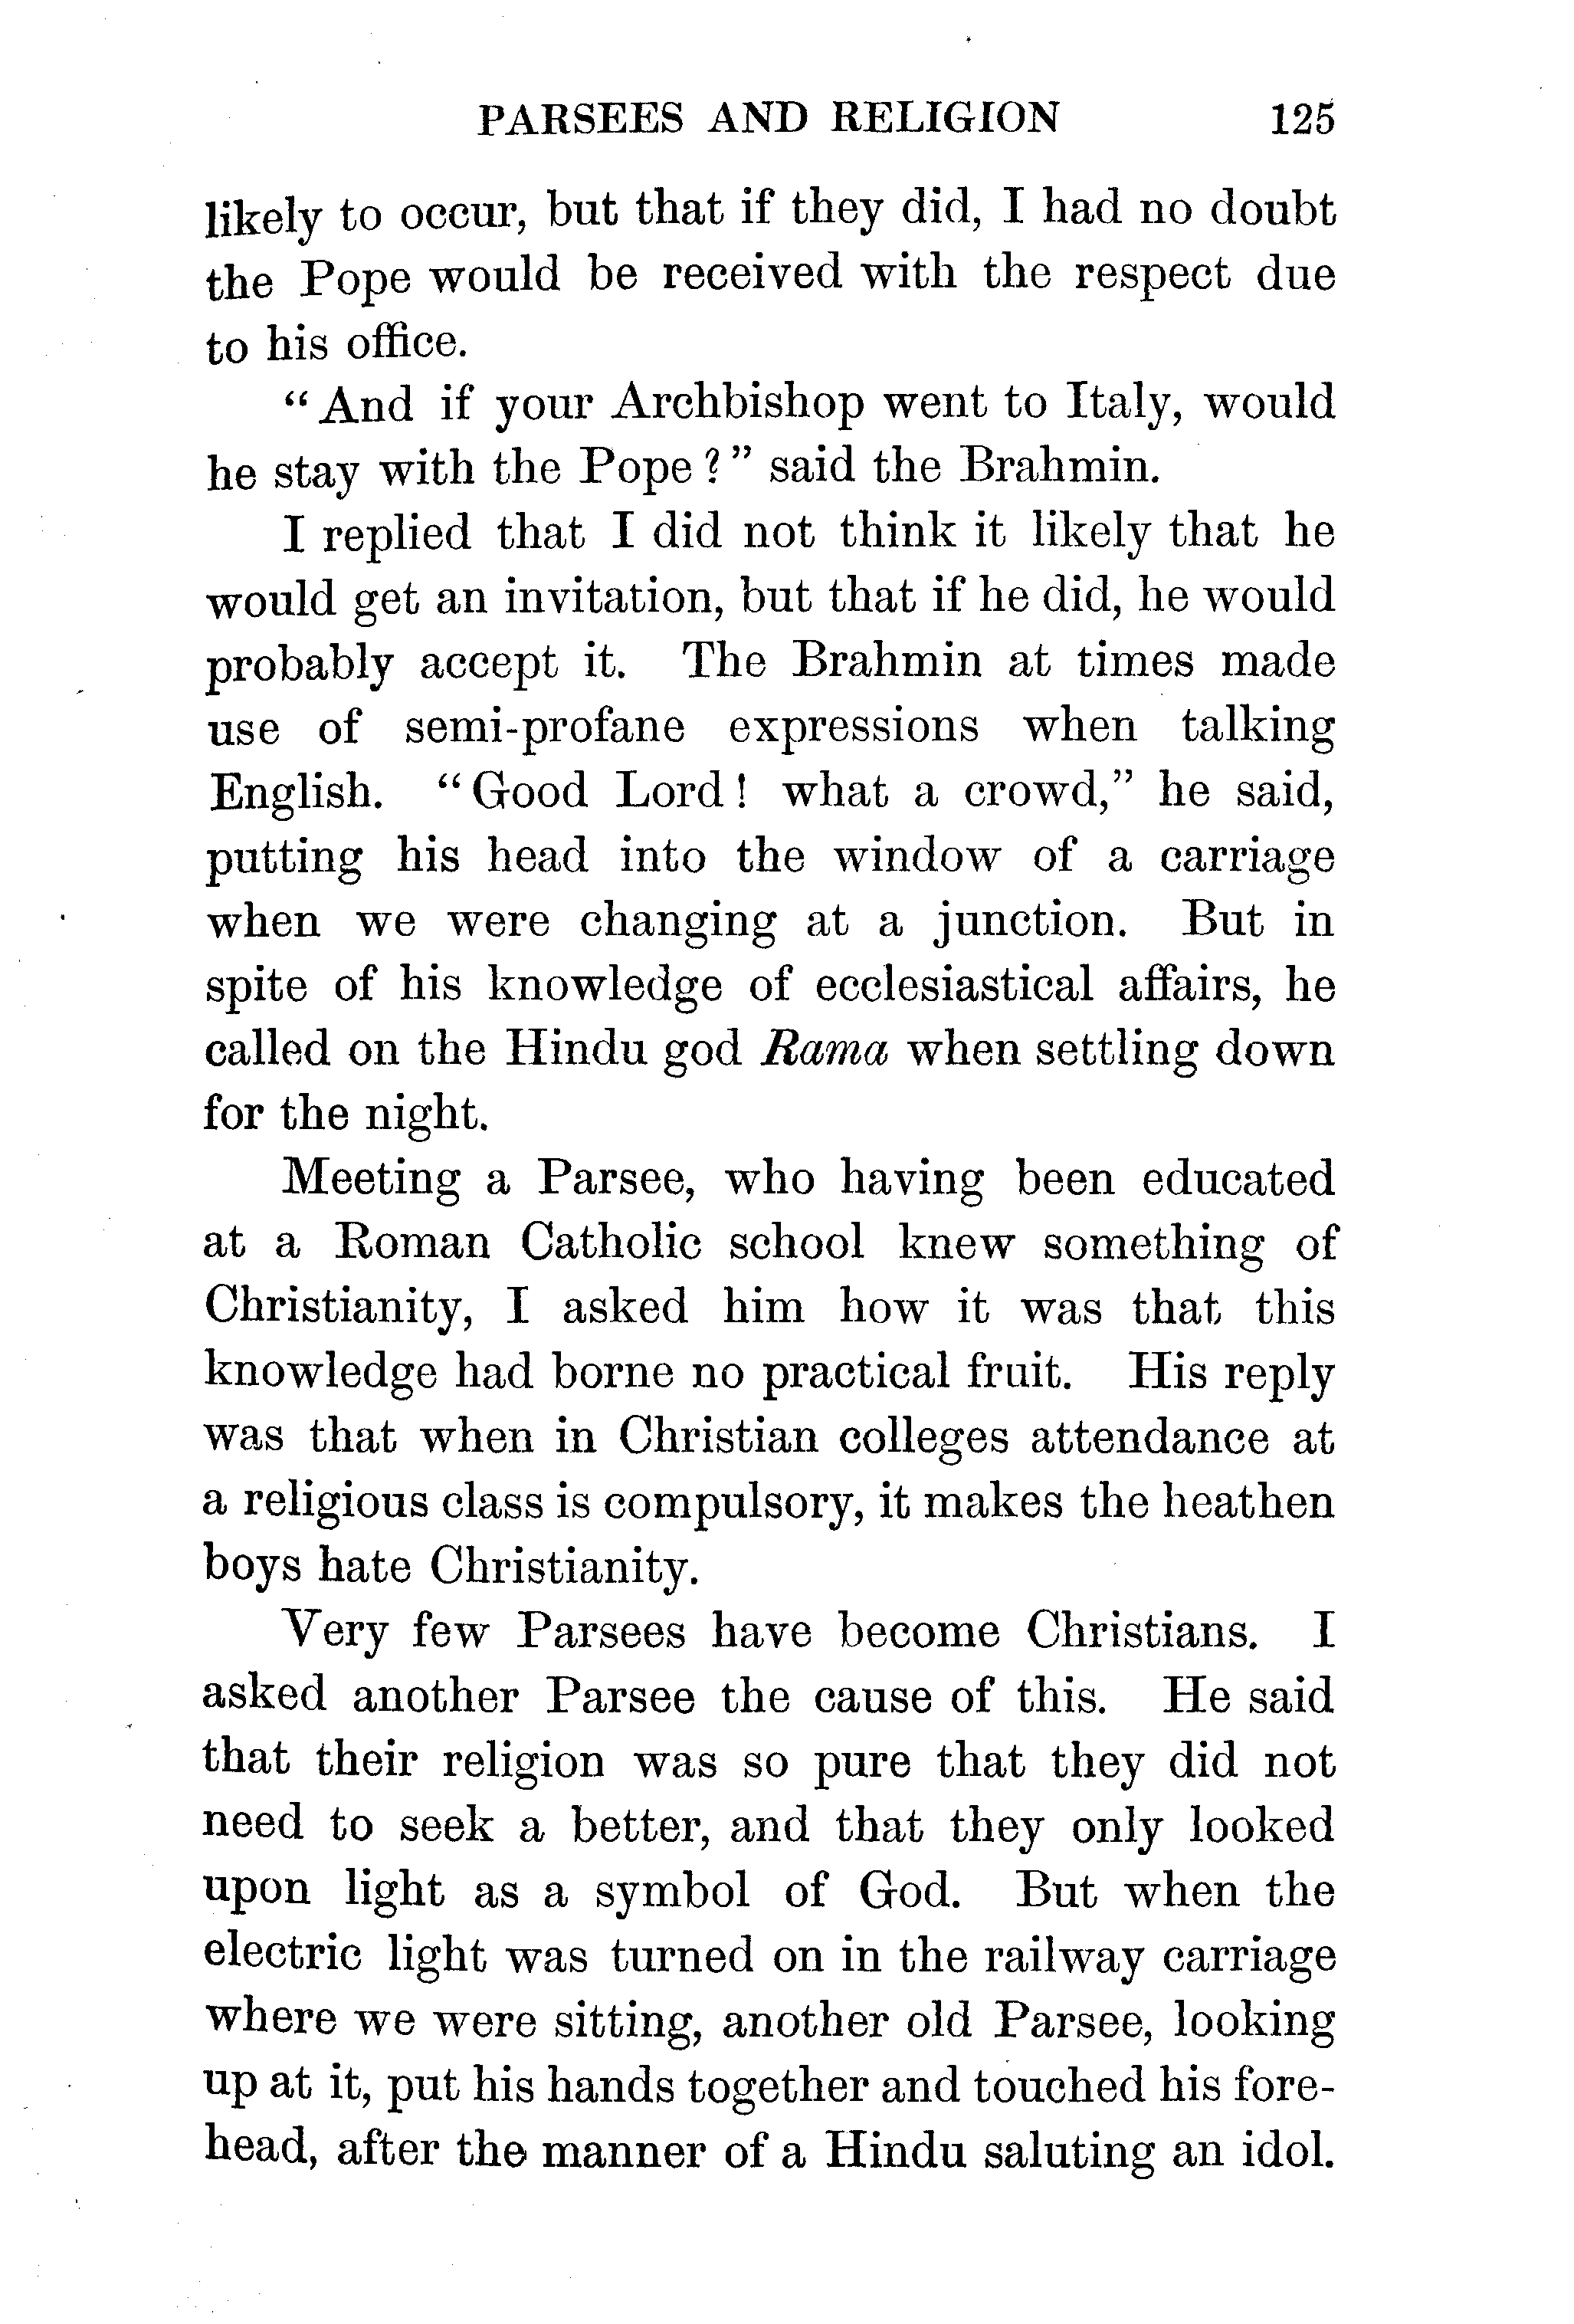 PARSEES AND RELIGION 125
likely to occur, but that if they did, I had no doubt
the Pope would be received with the respect due
to his office.
“And if your Archbishop went to Italy, would
he stay with the Pope?” said the Brahmin.
I replied that I did not think it likely that he
would get an invitation, but that if he did, he would
probably accept it. The Brahmin at times made
use of semi-profane expressions when talking
English. “Good Lord! what a crowd,” he said,
putting his head into the window of a carriage
when we were changing at a junction. But in
spite of his knowledge of ecclesiastical affairs, he
called on the Hindu god Rama when settling down
for the night.
Meeting a Parsee, who having been educated
at a Roman Catholic school knew something of
Christianity, I asked him how it was that this
knowledge had borne no practical fruit. His reply
was that when in Christian colleges attendance at
a religious class is compulsory, it makes the heathen
boys hate Christianity.
Very few Parsees have become Christians. I
asked another Parsee the cause of this. He said
that their religion was so pure that they did not
need to seek a better, and that they only looked
upon light as a symbol of God. But when the
electric light was turned on in the railway carriage
where we were sitting, another old Parsee, looking
up at it, put his hands together and touched his fore-
head, after the manner of a Hindu saluting an idol.